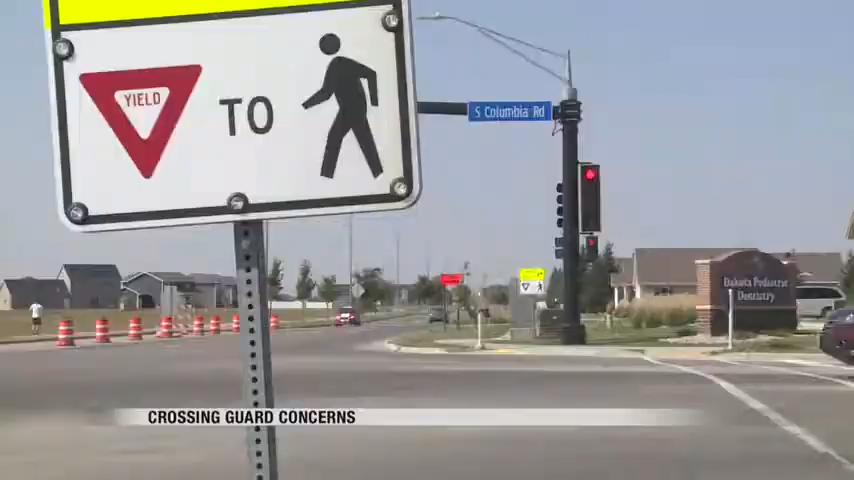 YIELD
TO
S Columbia Rd
Dakota Pediatric
Dentistry
CROSSING GUARD CONCERNS